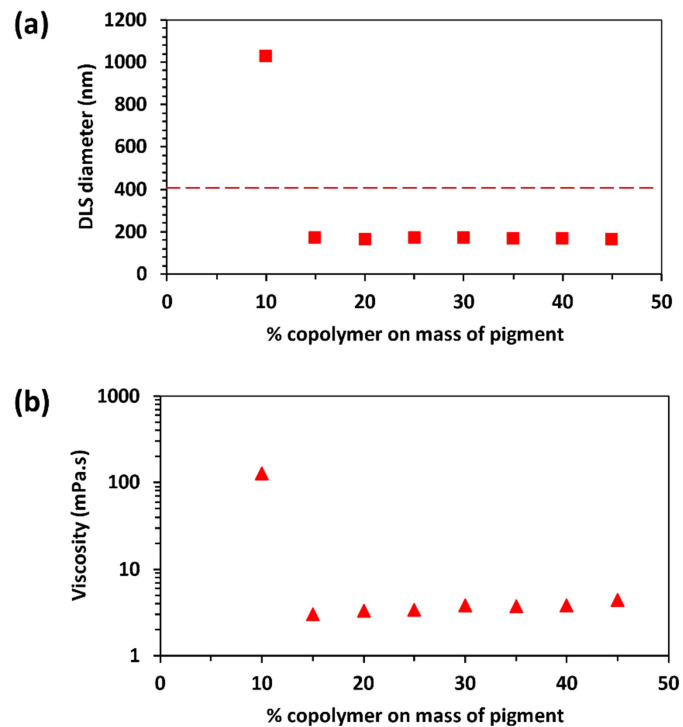 (a)
1200
1000
800
600
400
200
0
DLS diameter (nm)
0 10 20 30 40 50
% copolymer on mass of pigment
(b)
1000
100
10
1
Viscosity (mPa.s)
0 10 20 30 40 50
% copolymer on mass of pigment